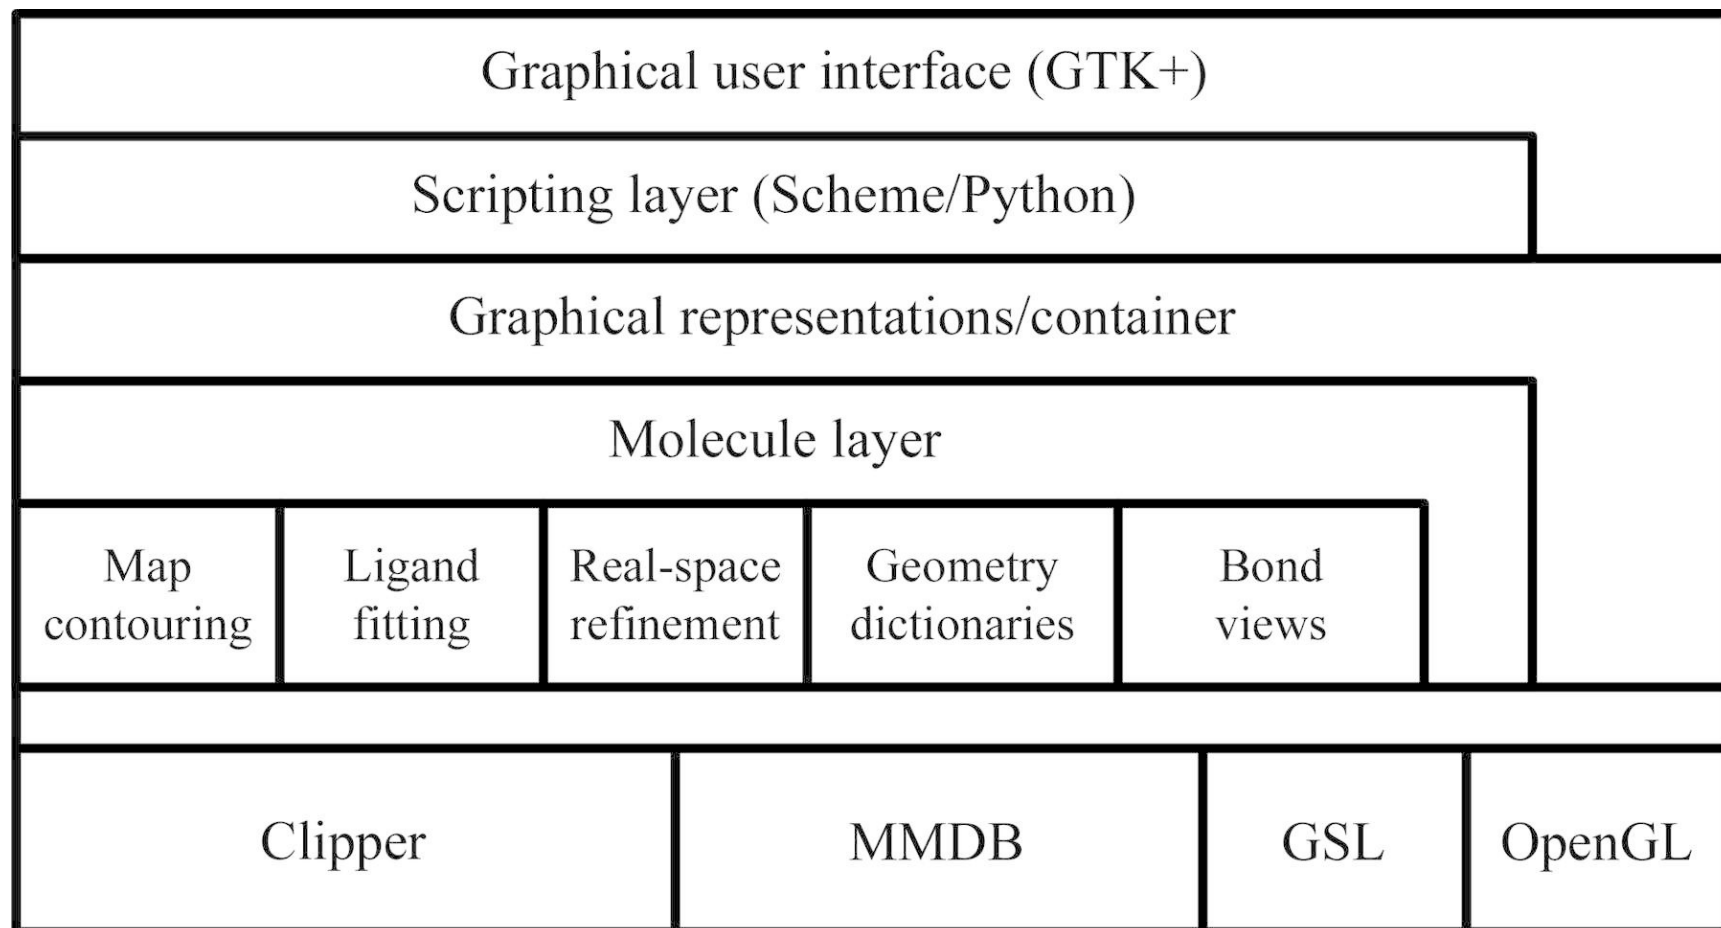 Graphical user interface (GTK+)
Scripting layer (Scheme/Python)
Graphical representations/container
Molecule layer
Map
contouring
Ligand
fitting
Real-space
refinement
Geometry
dictionaries
Bond
views
Clipper
MMDB
GSL
OpenGL